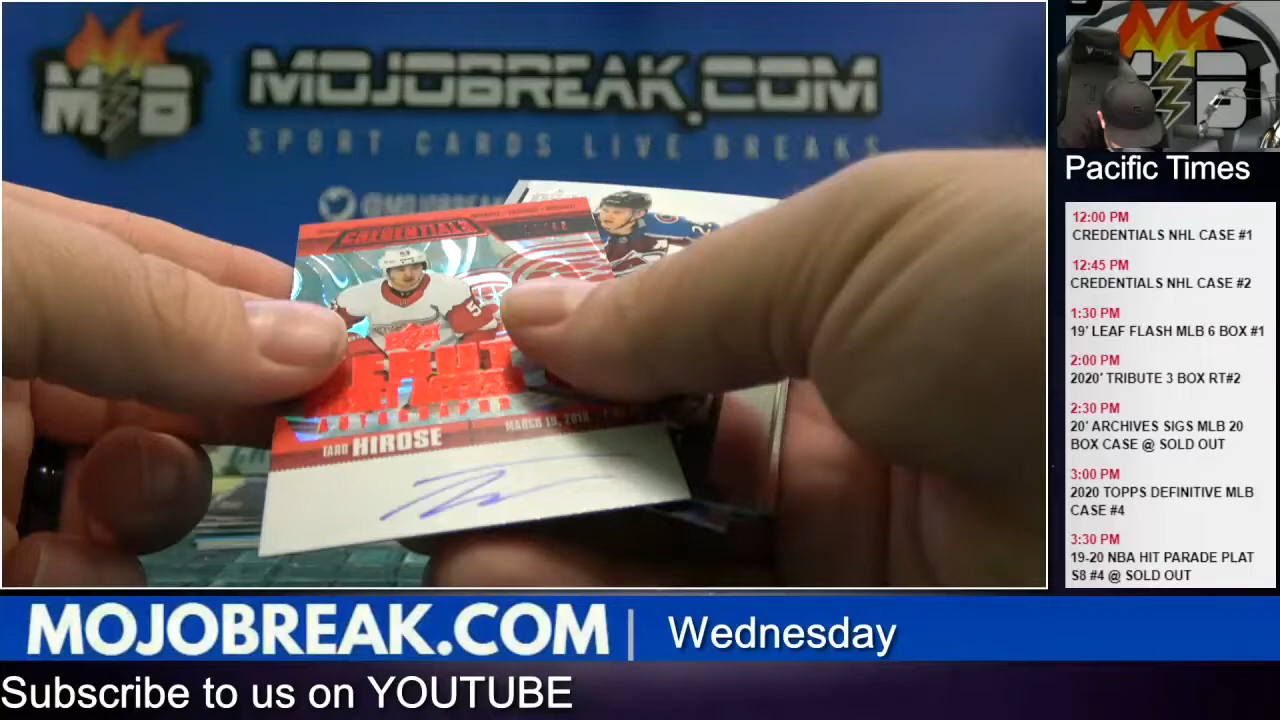 MOJOBREAK.COM
SPORT CARDS LIVE BREAKS
@MOJOBREAK
M B
CREDENTIALS
TARO HIROSE
Pacific Times
12:00 PM
CREDENTIALS NHL CASE #1
12:45 PM
CREDENTIALS NHL CASE #2
1:30 PM
19' LEAF FLASH MLB 6 BOX #1
2:00 PM
2020' TRIBUTE 3 BOX RT#2
2:30 PM
20' ARCHIVES SIGS MLB 20
BOX CASE @ SOLD OUT
3:00 PM
2020 TOPPS DEFINITIVE MLB
CASE #4
3:30 PM
19-20 NBA HIT PARADE PLAT
S8 #4 @ SOLD OUT
MOJOBREAK.COM | Wednesday
Subscribe to us on YOUTUBE